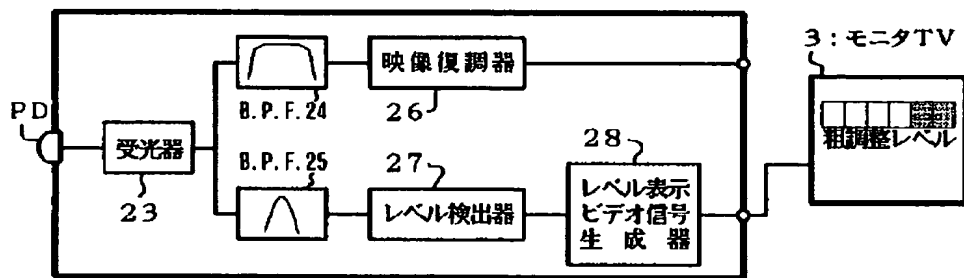 PD
受光器
23
B.P.F.24
映像復調器
26
B.P.F.25
27
レベル検出器
28
レベル表示
ビデオ信号
生成器
3:モニタTV
粗調整レベル